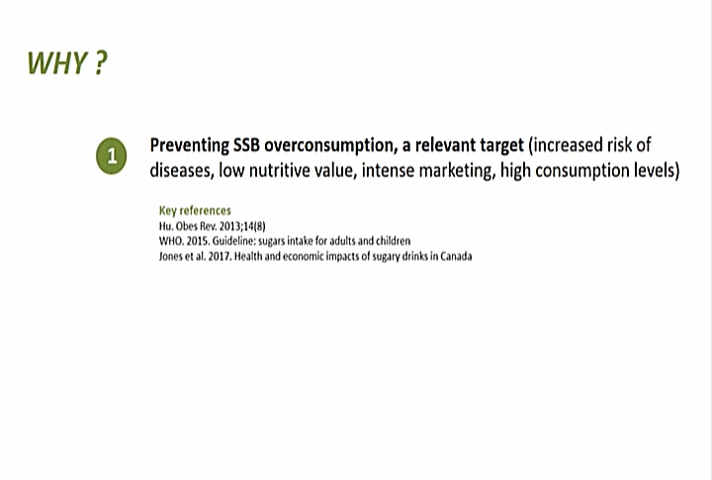 WHY ?
1
Preventing SSB overconsumption, a relevant target (increased risk of
diseases, low nutritive value, intense marketing, high consumption levels)
Key references
Hu. Obes Rev. 2013;14(8)
WHO. 2015. Guideline: sugars intake for adults and children
Jones et al. 2017. Health and economic impacts of sugary drinks in Canada